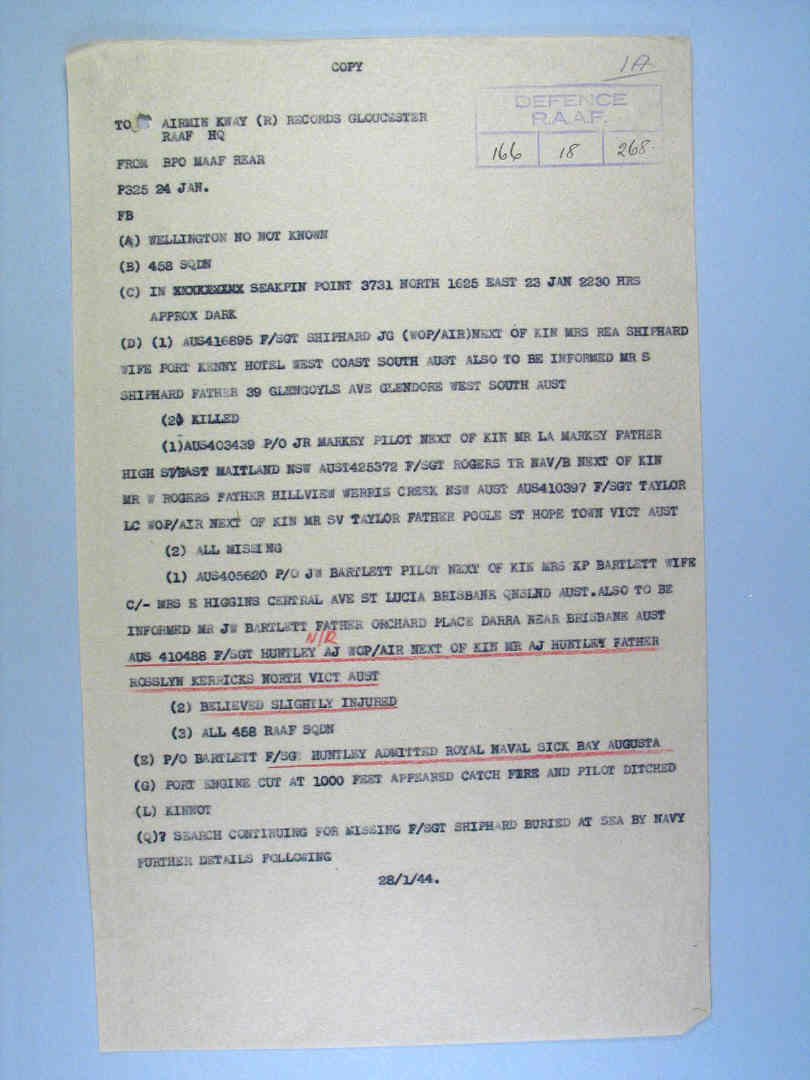 COPY
1A
DEFENCE
R.A.A.F.
166 18 268.
TO AIRMIN KWAY (R) RECORDS GLOUCESTER
RAAF HQ
FROM BPO MAAF REAR
P325 24 JAN.
FB
(A) WELLINGTON NO NOT KNOWN
(B) 458 SQDN
(C) IN SEAKPIN POINT 3731 NORTH 1625 EAST 23 JAN 2230 HRS
APPROX DARK
(D) (1) AUS416895 F/SGT SHIPHARD JG (WOP/AIR)NEXT OF KIN MRS REA SHIPHARD
WIFE PORT KENNY HOTEL WEST COAST SOUTH AUST ALSO TO BE INFORMED MR S
SHIPHARD FATHER 39 GLENGOYLE AVE GLENDORE WEST SOUTH AUST
(2) KILLED
(1)AUS403439 P/O JR MARKEY PILOT NEXT OF KIN MR LA MARKEY FATHER
HIGH ST/EAST MAITLAND NSW AUST425372 F/SGT ROGERS TR NAV/B NEXT OF KIN
MR W ROGERS FATHER HILLVIEW WERRIS CREEK NSW AUST AUS410397 F/SGT TAYLOR
LC WOP/AIR NEXT OF KIN MR SV TAYLOR FATHER POOLE ST HOPE TOWN VICT AUST
(2) ALL MISSING
(1) AUS405620 P/O JW BARTLETT PILOT NEXT OF KIN MRS KP BARTLETT WIFE
C/- MRS E HIGGINS CENTRAL AVE ST LUCIA BRISBANE QNSLND AUST.ALSO TO BE
INFORMED MR JW BARTLETT FATHER ORCHARD PLACE DARRA NEAR BRISBANE AUST
N/R
AUS 410488 F/SGT HUNTLEY AJ WOP/AIR NEXT OF KIN MR AJ HUNTLEY FATHER
ROSSLYN KERRICKS NORTH VICT AUST
(2) BELIEVED SLIGHTLY INJURED
(3) ALL 458 RAAF SQDN
(E) P/O BARTLETT F/SGT HUNTLEY ADMITTED ROYAL NAVAL SICK BAY AUGUSTA
(G) PORT ENGINE CUT AT 1000 FEET APPEARED CATCH FIRE AND PILOT DITCHED
(L) KINNOT
(Q)? SEARCH CONTINUING FOR MISSING F/SGT SHIPHARD BURIED AT SEA BY NAVY
FURTHER DETAILS FOLLOWING
28/1/44.